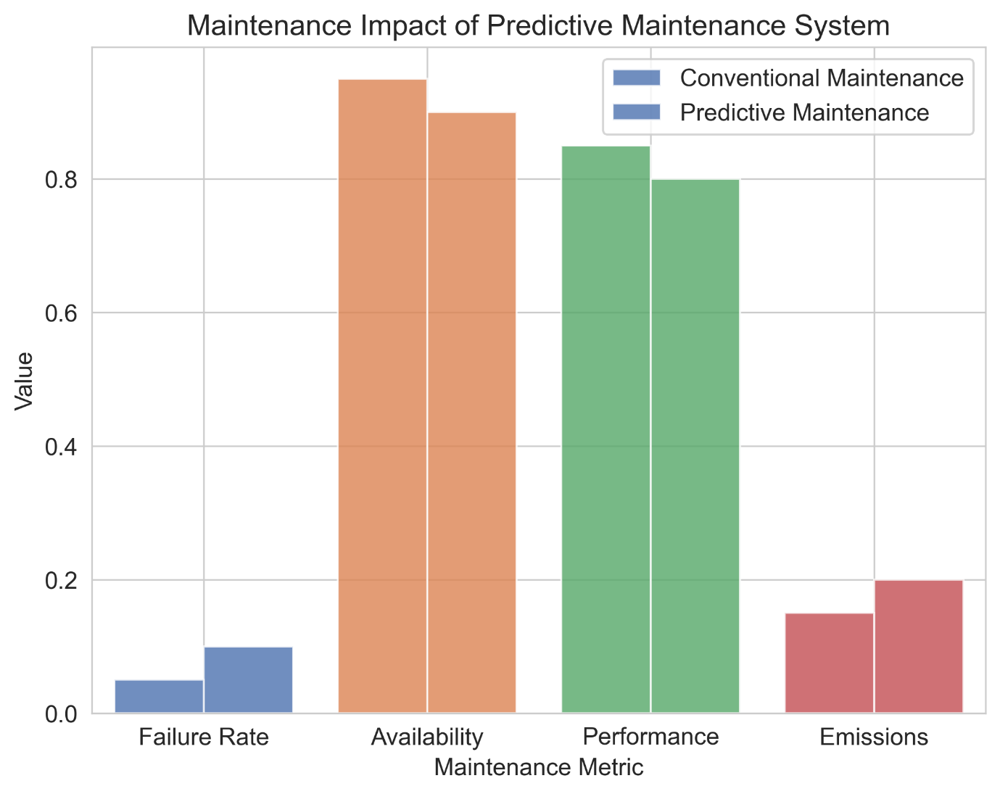 Maintenance Impact of Predictive Maintenance System
Conventional Maintenance
Predictive Maintenance
0.8
0.6
0.4
0.2
0.0
Value
Failure Rate
Availability
Performance
Emissions
Maintenance Metric